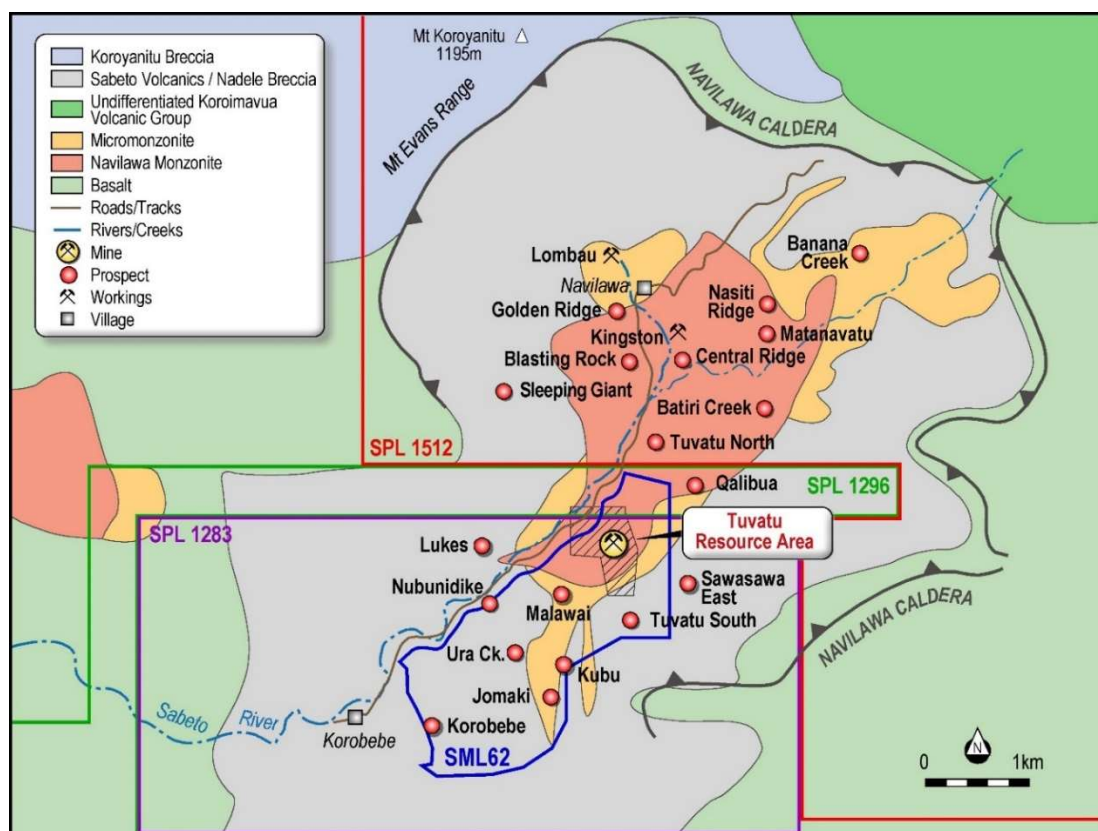 Koroyanitu Breccia
Sabeto Volcanics / Nadele Breccia
Undifferentiated Koroimavua
Volcanic Group
Micromonzonite
Navilawa Monzonite
Basalt
Roads/Tracks
Rivers/Creeks
Mine
Prospect
Workings
Village
Mt Koroyanitu
1195m
Mt Evans Range
NAVILAWA CALDERA
Lombau
Navilawa
Golden Ridge
Kingston
Blasting Rock
Sleeping Giant
Banana
Creek
Nasiti
Ridge
Matanavatu
Central Ridge
Batiri Creek
Tuvatu North
SPL 1512
Qalibua
SPL 1296
SPL 1283
Tuvatu
Resource Area
Lukes
Nubunidike
Malawai
Sawasawa
East
Tuvatu South
Ura Ck.
Kubu
Jomaki
Korobebe
NAVILAWA CALDERA
Sabeto River
Korobebe
SML62
N
0 1km